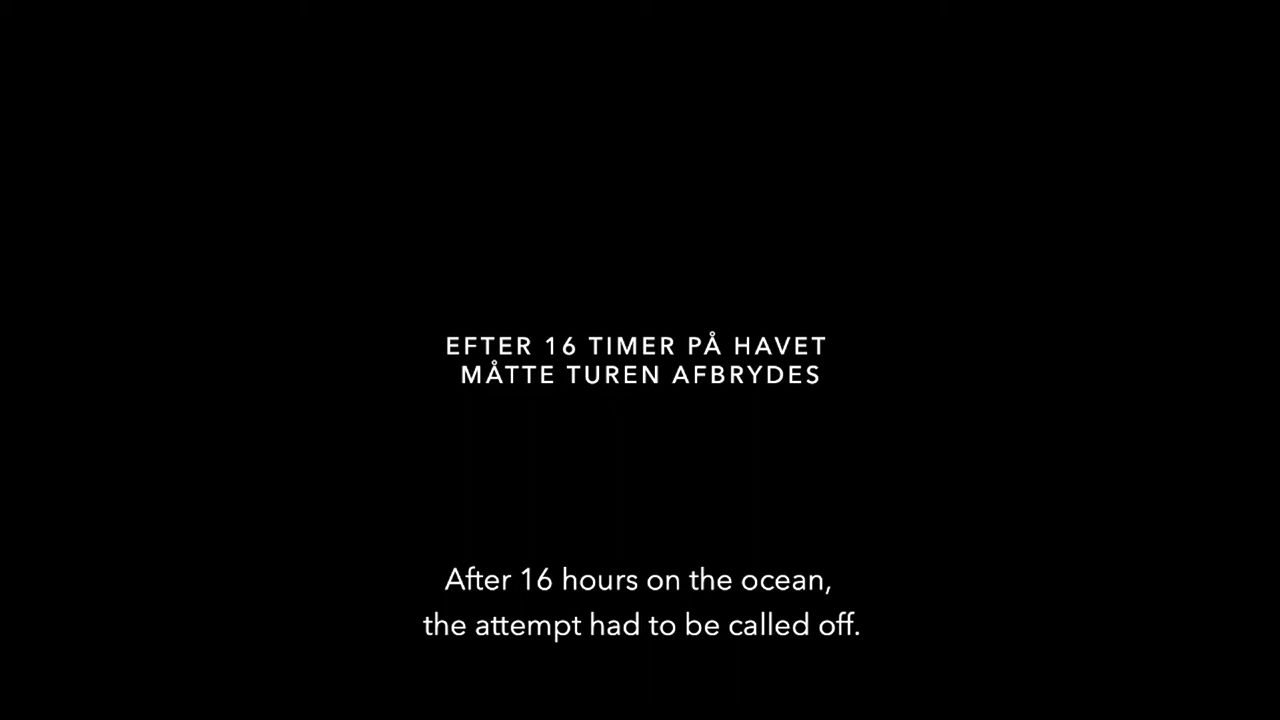 EFTER 16 TIMER PÅ HAVET
MÅTTE TUREN AFBRYDES
After 16 hours on the ocean,
the attempt had to be called off.